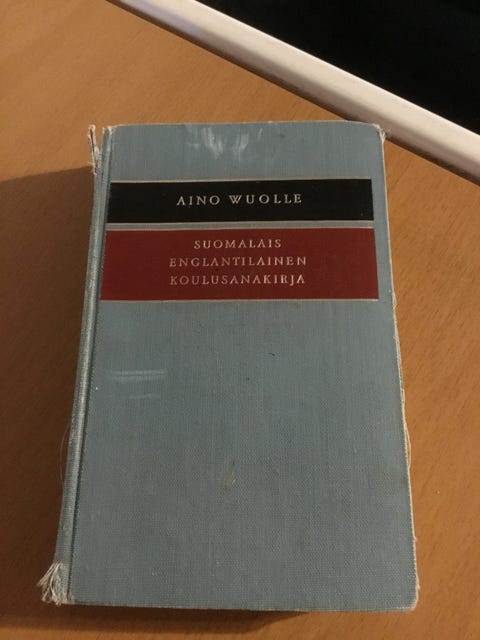 AINO WUOLLE
SUOMALAIS
ENGLANTILAINEN
KOULUSANAKIRJA